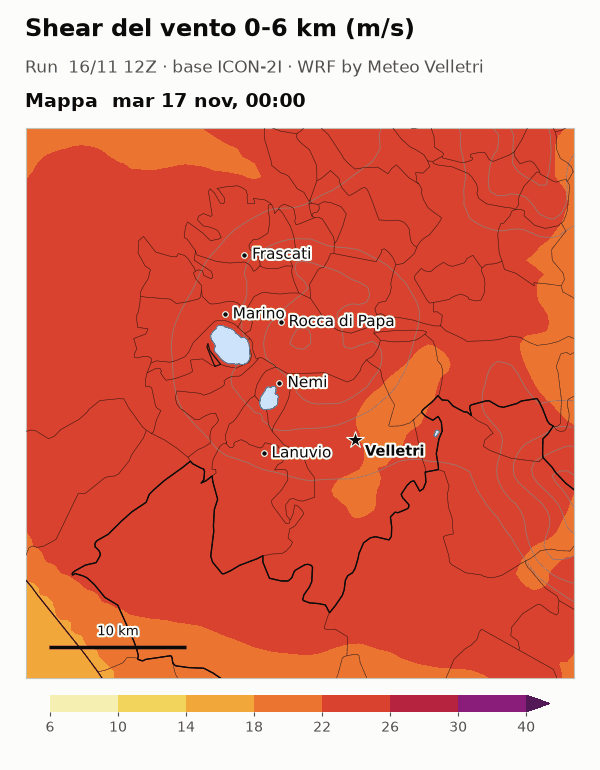 Shear del vento 0-6 km (m/s)
Run  16/11 12Z · base ICON-2I · WRF by Meteo Velletri
Mappa  mar 17 nov, 00:00
Frascati
Marino
Rocca di Papa
Nemi
Lanuvio
Velletri
10 km
6 10 14 18 22 26 30 40